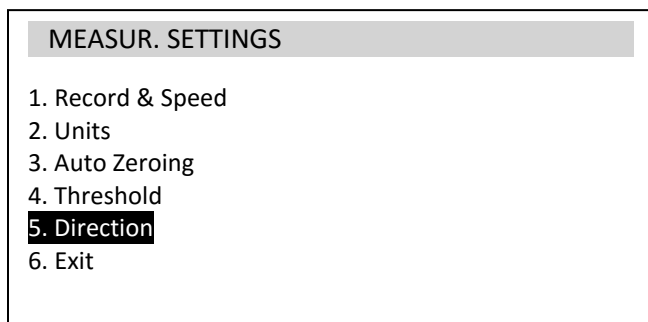 MEASUR. SETTINGS
1. Record & Speed
2. Units
3. Auto Zeroing
4. Threshold
5. Direction
6. Exit